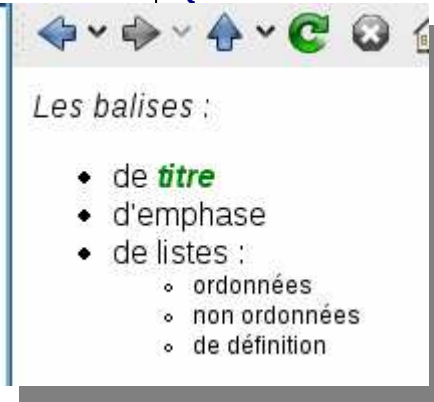 Les balises :
de titre
d'emphase
de listes :
ordonnées
non ordonnées
de définition